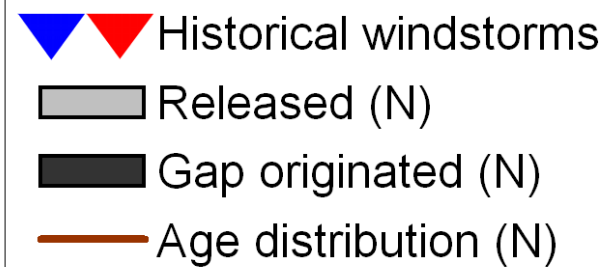 Historical windstorms
Released (N)
Gap originated (N)
Age distribution (N)